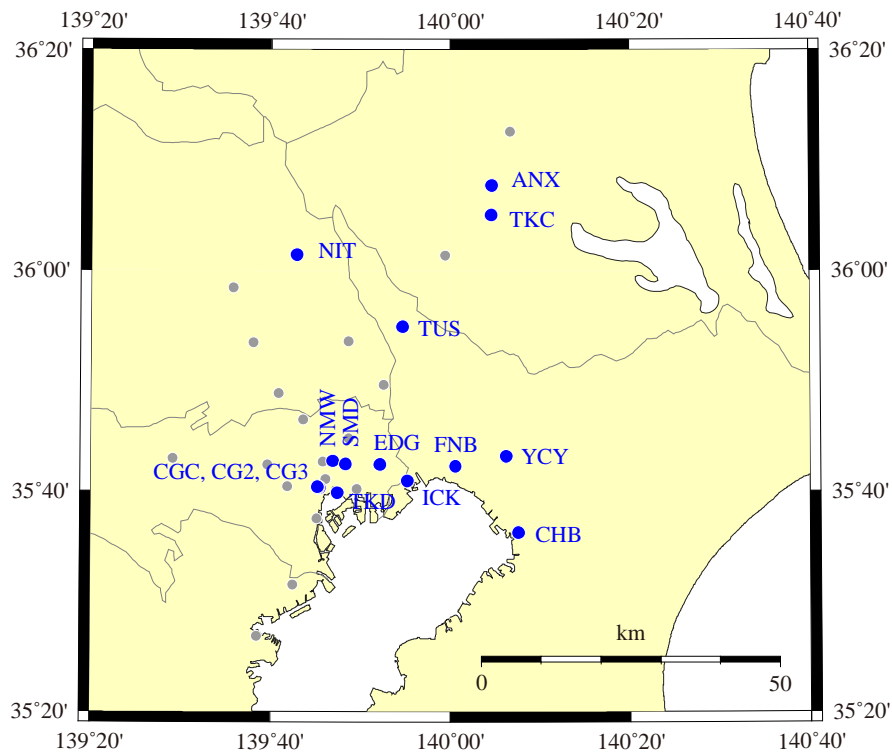 139°20' 139°40' 140°00' 140°20' 140°40'
36°20' 36°20'
ANX
TKC
NIT
36°00' 36°00'
TUS
NMW
SMD
EDG FNB
YCY
CGC, CG2, CG3
35°40' TKD ICK 35°40'
CHB
km
0 50
35°20' 35°20'
139°20' 139°40' 140°00' 140°20' 140°40'